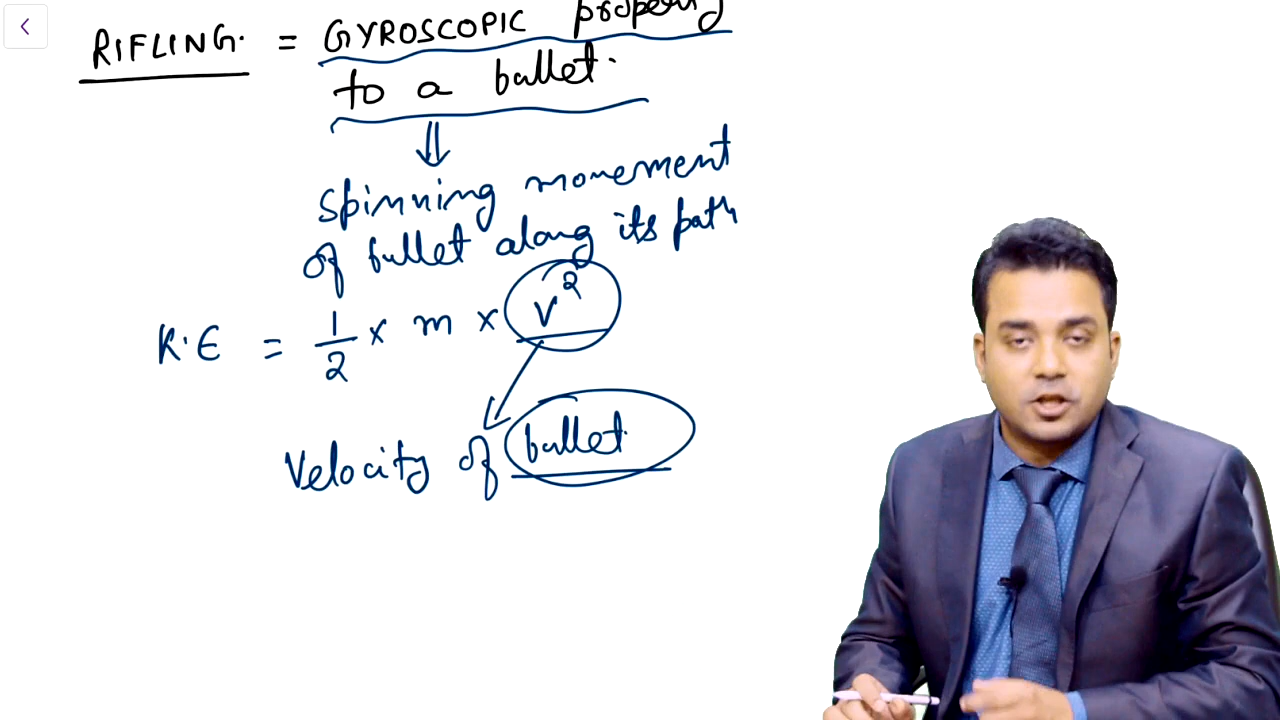 RIFLING. = GYROSCOPIC property
to a bullet.
⇓
Spinning movement
of bullet along its path
K.E = 1/2 × m × v²
Velocity of bullet.